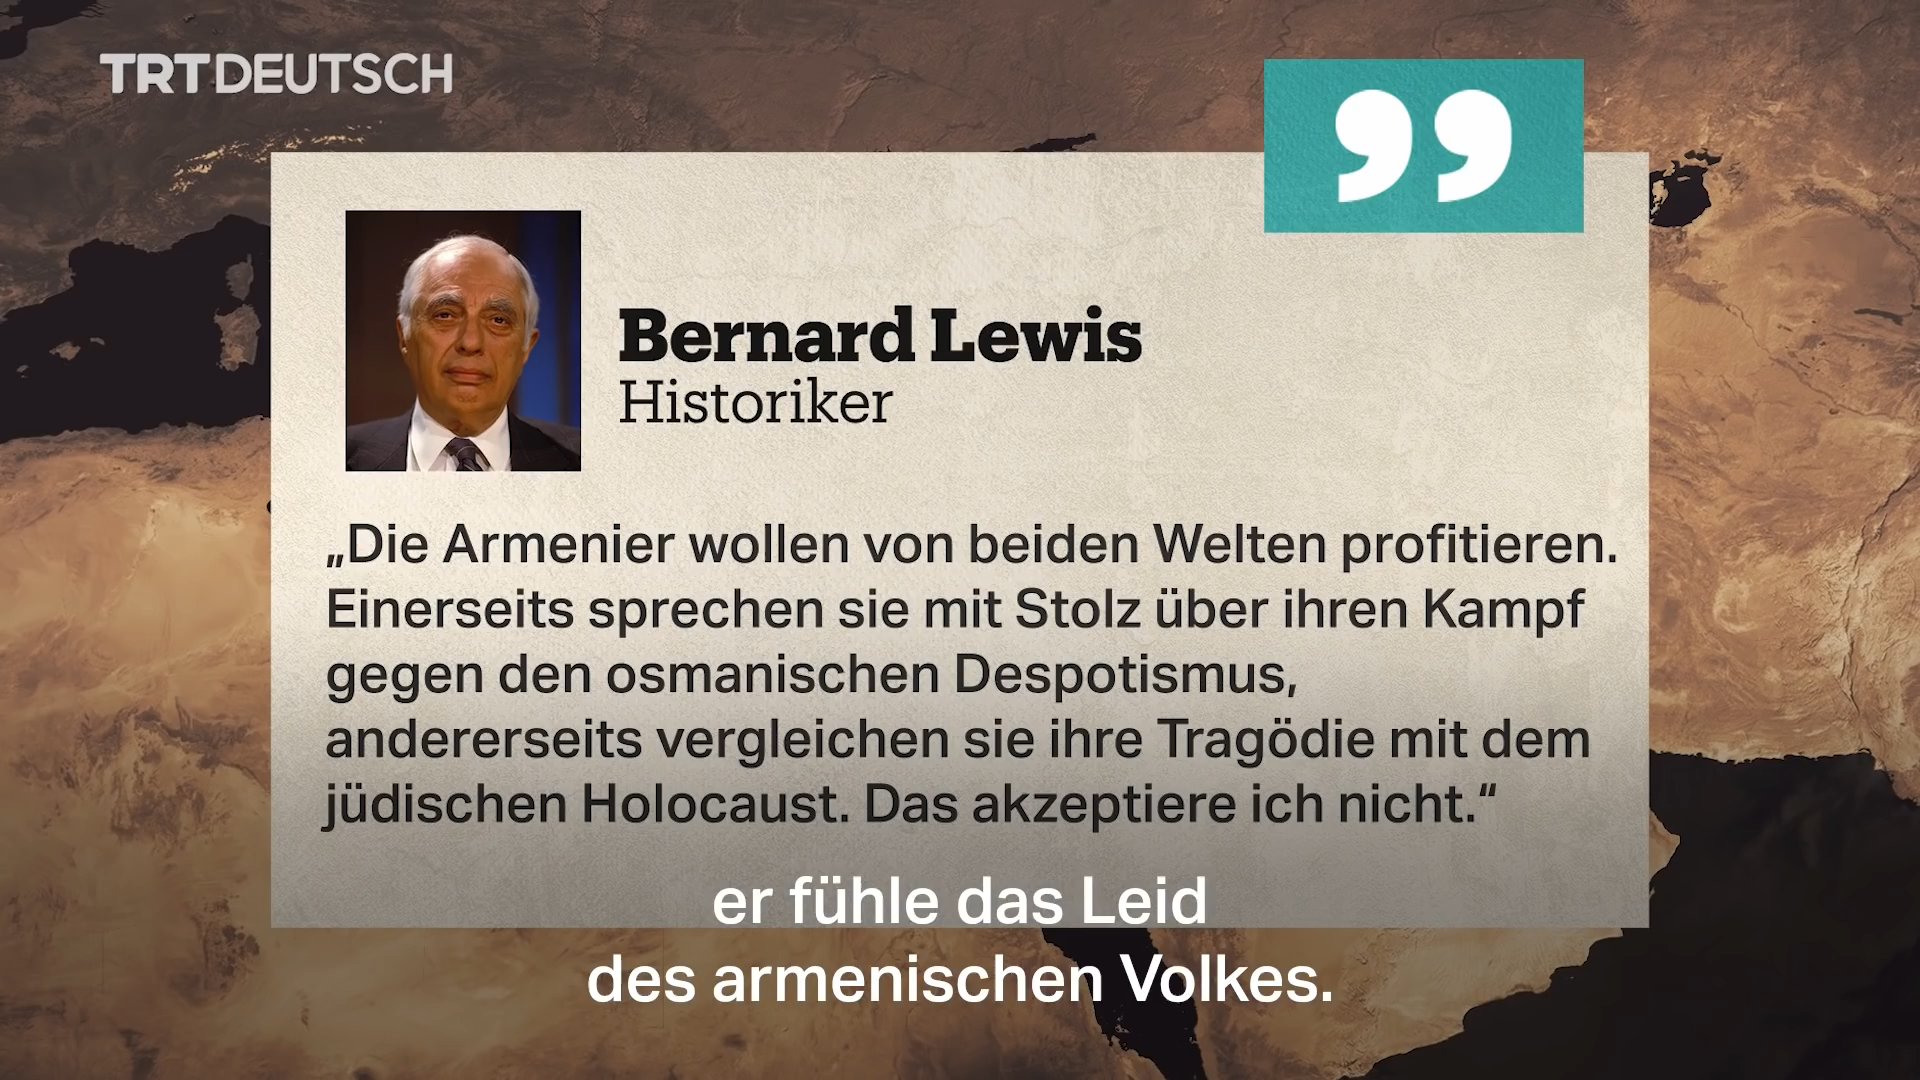 TRT DEUTSCH
”
Bernard Lewis
Historiker
„Die Armenier wollen von beiden Welten profitieren.
Einerseits sprechen sie mit Stolz über ihren Kampf
gegen den osmanischen Despotismus,
andererseits vergleichen sie ihre Tragödie mit dem
jüdischen Holocaust. Das akzeptiere ich nicht.“
er fühle das Leid
des armenischen Volkes.